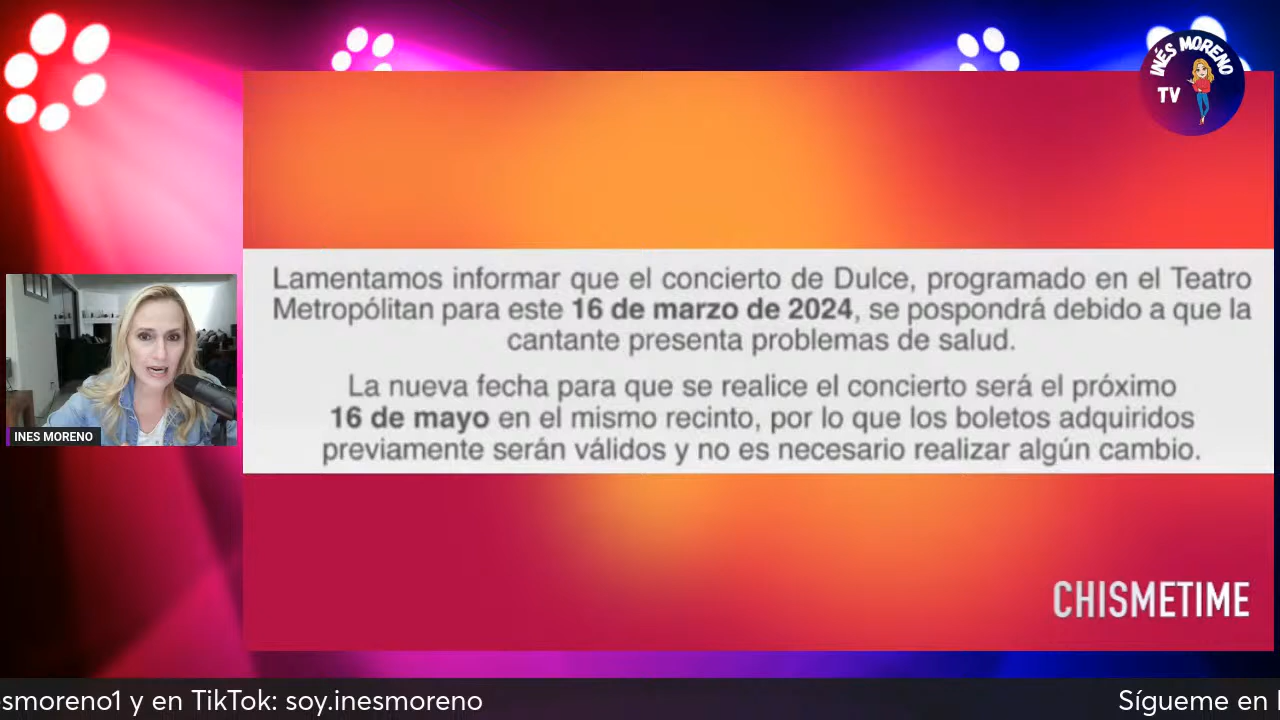 INÉS MORENO
TV
Lamentamos informar que el concierto de Dulce, programado en el Teatro
Metropólitan para este 16 de marzo de 2024, se pospondrá debido a que la
cantante presenta problemas de salud.
La nueva fecha para que se realice el concierto será el próximo
16 de mayo en el mismo recinto, por lo que los boletos adquiridos
previamente serán válidos y no es necesario realizar algún cambio.
INES MORENO
CHISMETIME
smoreno1 y en TikTok: soy.inesmoreno
Sígueme en